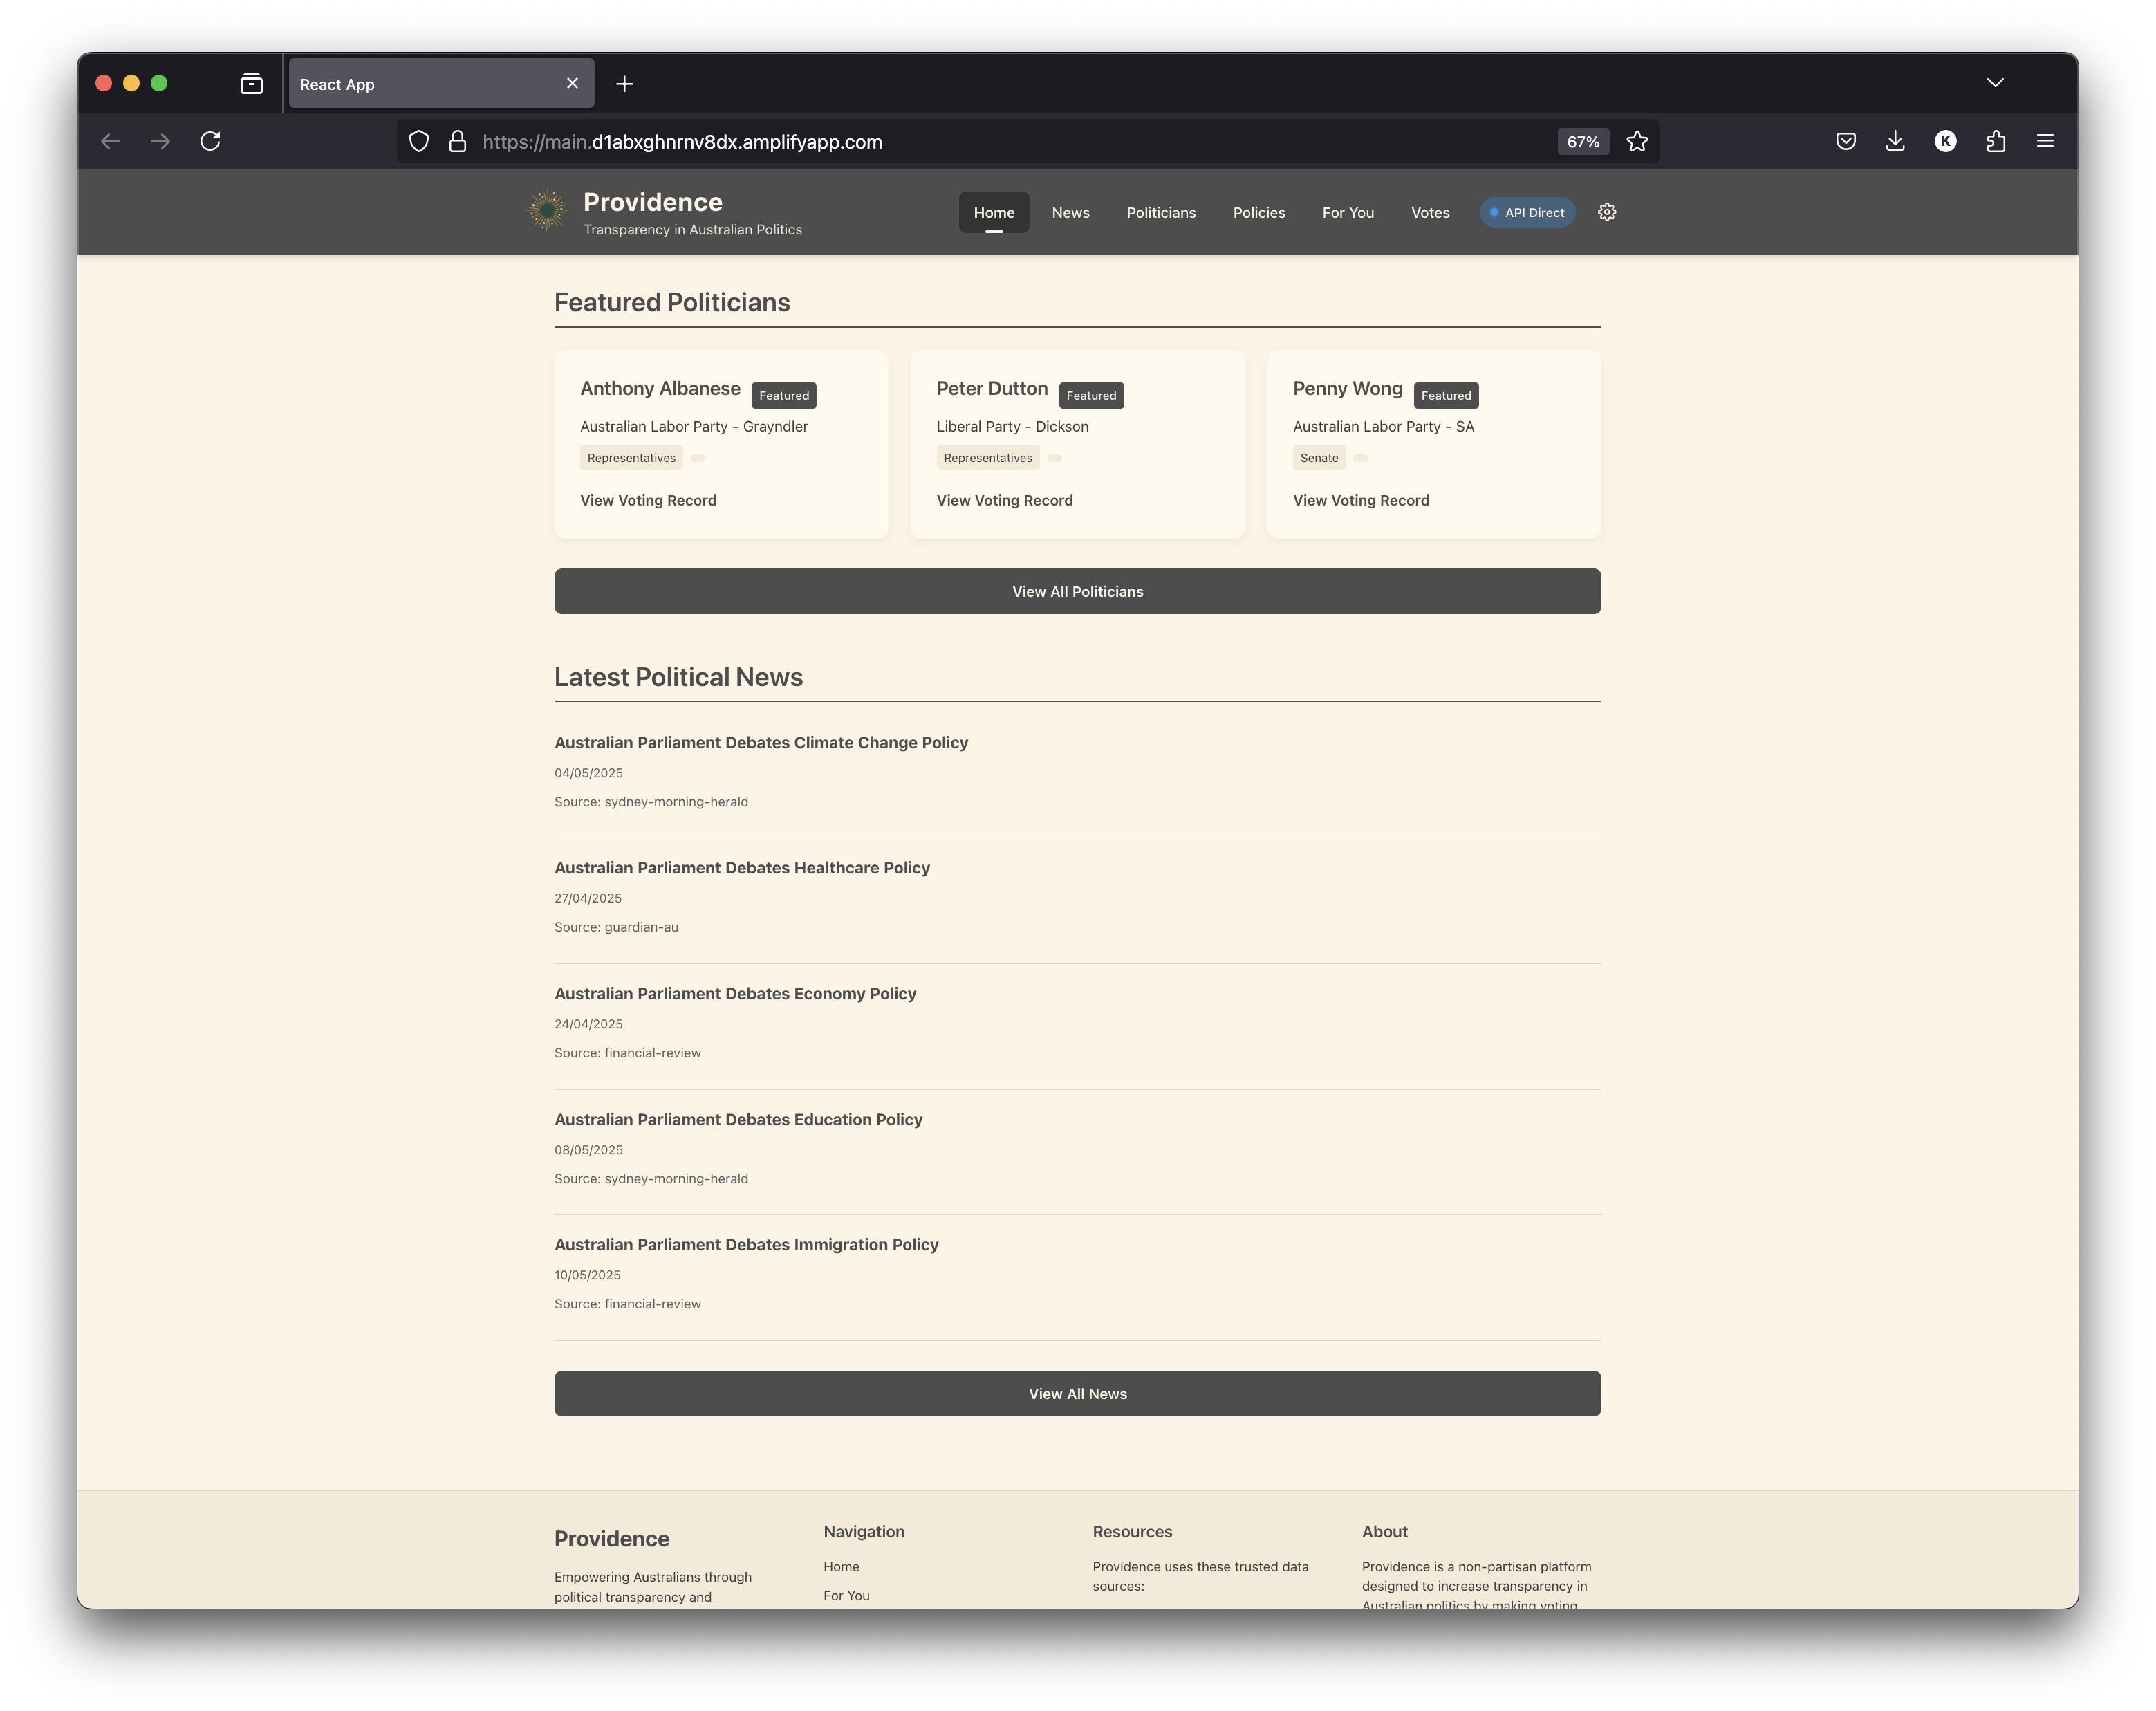 React App
https://main.d1abxghnrnv8dx.amplifyapp.com
67%
K
Providence
Transparency in Australian Politics
Home
News
Politicians
Policies
For You
Votes
API Direct
Featured Politicians
Anthony Albanese Featured
Australian Labor Party - Grayndler
Representatives
View Voting Record
Peter Dutton Featured
Liberal Party - Dickson
Representatives
View Voting Record
Penny Wong Featured
Australian Labor Party - SA
Senate
View Voting Record
View All Politicians
Latest Political News
Australian Parliament Debates Climate Change Policy
04/05/2025
Source: sydney-morning-herald
Australian Parliament Debates Healthcare Policy
27/04/2025
Source: guardian-au
Australian Parliament Debates Economy Policy
24/04/2025
Source: financial-review
Australian Parliament Debates Education Policy
08/05/2025
Source: sydney-morning-herald
Australian Parliament Debates Immigration Policy
10/05/2025
Source: financial-review
View All News
Providence
Empowering Australians through
political transparency and
Navigation
Home
For You
Resources
Providence uses these trusted data
sources:
About
Providence is a non-partisan platform
designed to increase transparency in
Australian politics by making voting